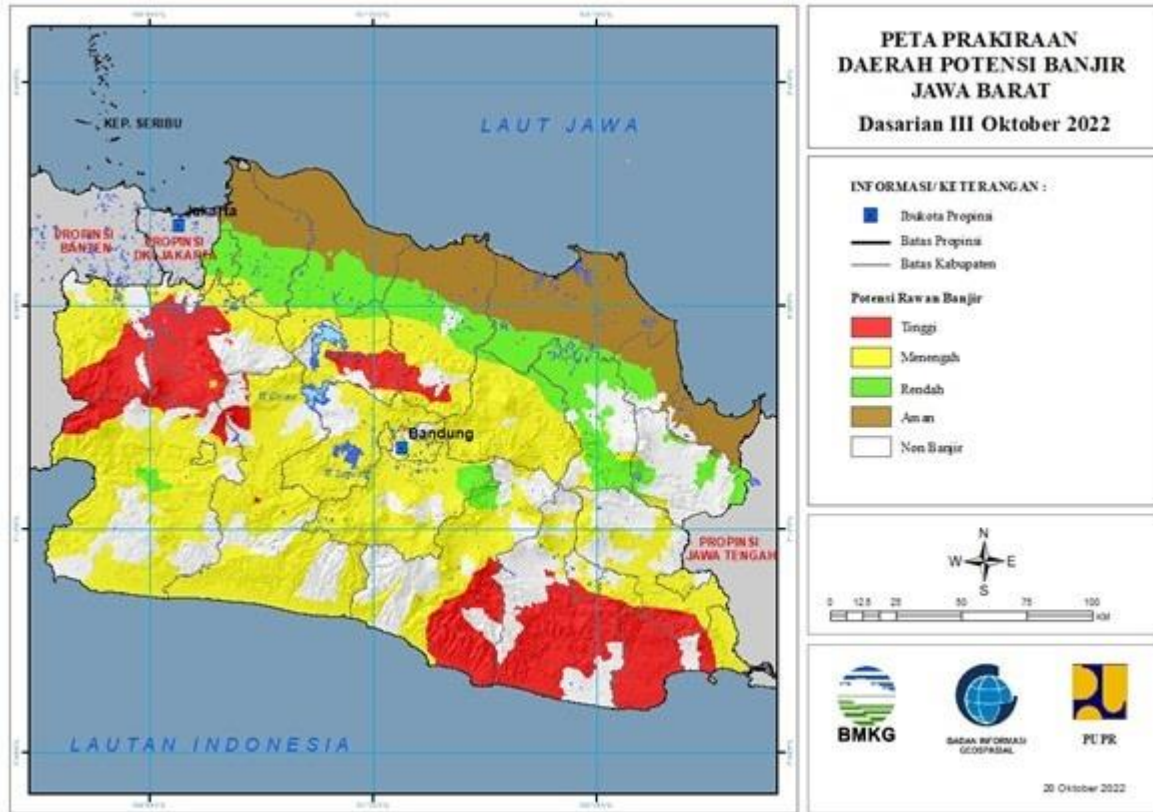 PETA PRAKIRAAN
DAERAH POTENSI BANJIR
JAWA BARAT
Dasarian III Oktober 2022
KEP. SERIBU
LAUT JAWA
Jakarta
PROPINSI
BANTEN
PROPINSI
DKI JAKARTA
Bandung
PROPINSI
JAWA TENGAH
LAUTAN INDONESIA
INFORMASI/KETERANGAN :
Ibukota Propinsi
Batas Propinsi
Batas Kabupaten
Potensi Rawan Banjir
Tinggi
Menengah
Rendah
Aman
Non Banjir
N
W E
S
0 12.5 25 50 75 100
KM
BMKG
BADAN INFORMASI
GEOSPASIAL
PUPR
20 Oktober 2022